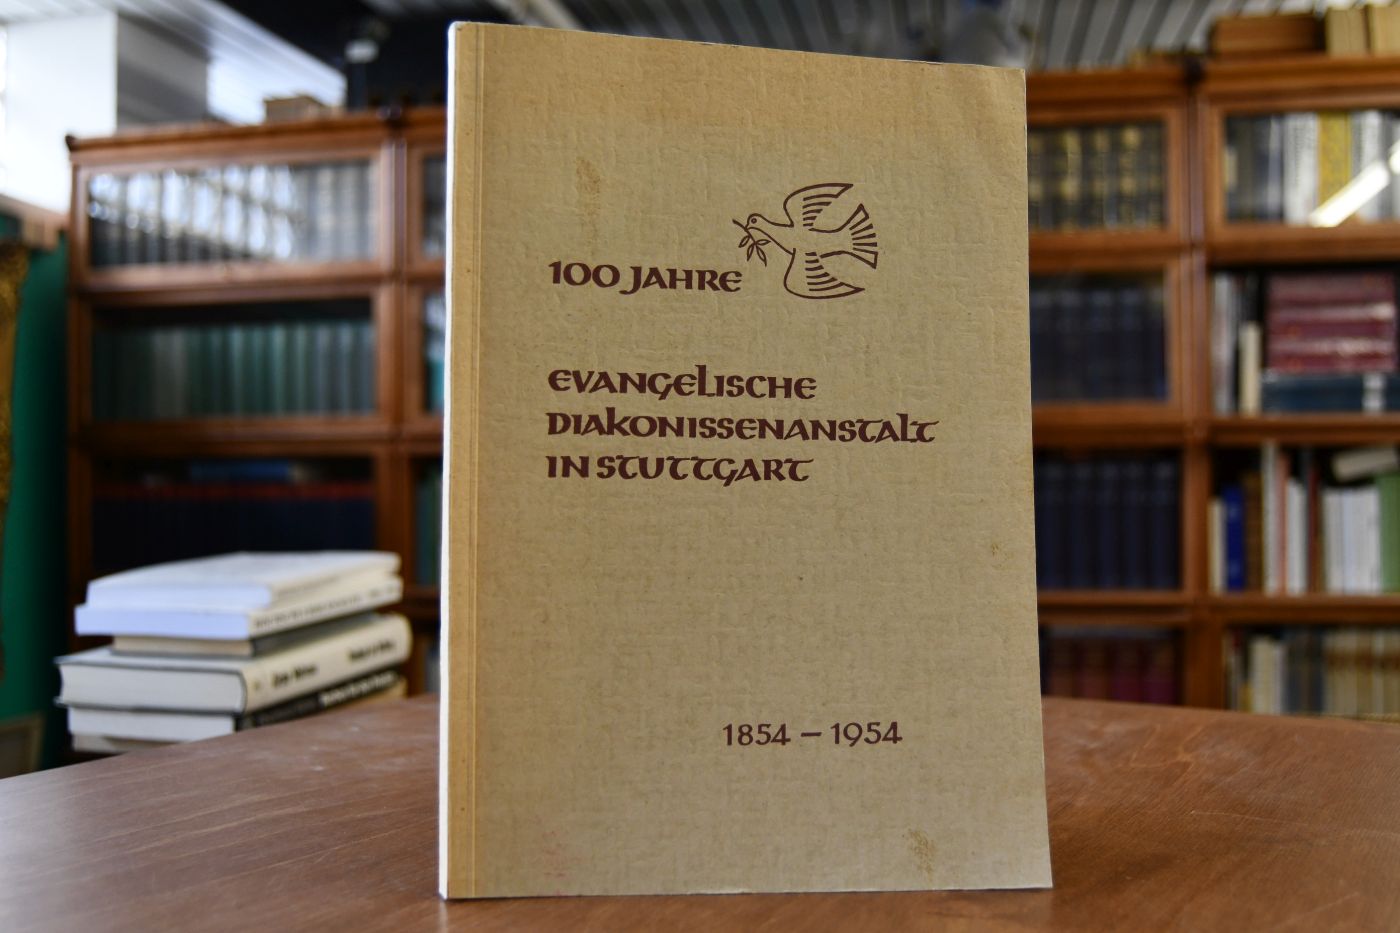 100 JAHRE
EVANGELISCHE
DIAKONISSENANSTALT
IN STUTTGART
1854 – 1954